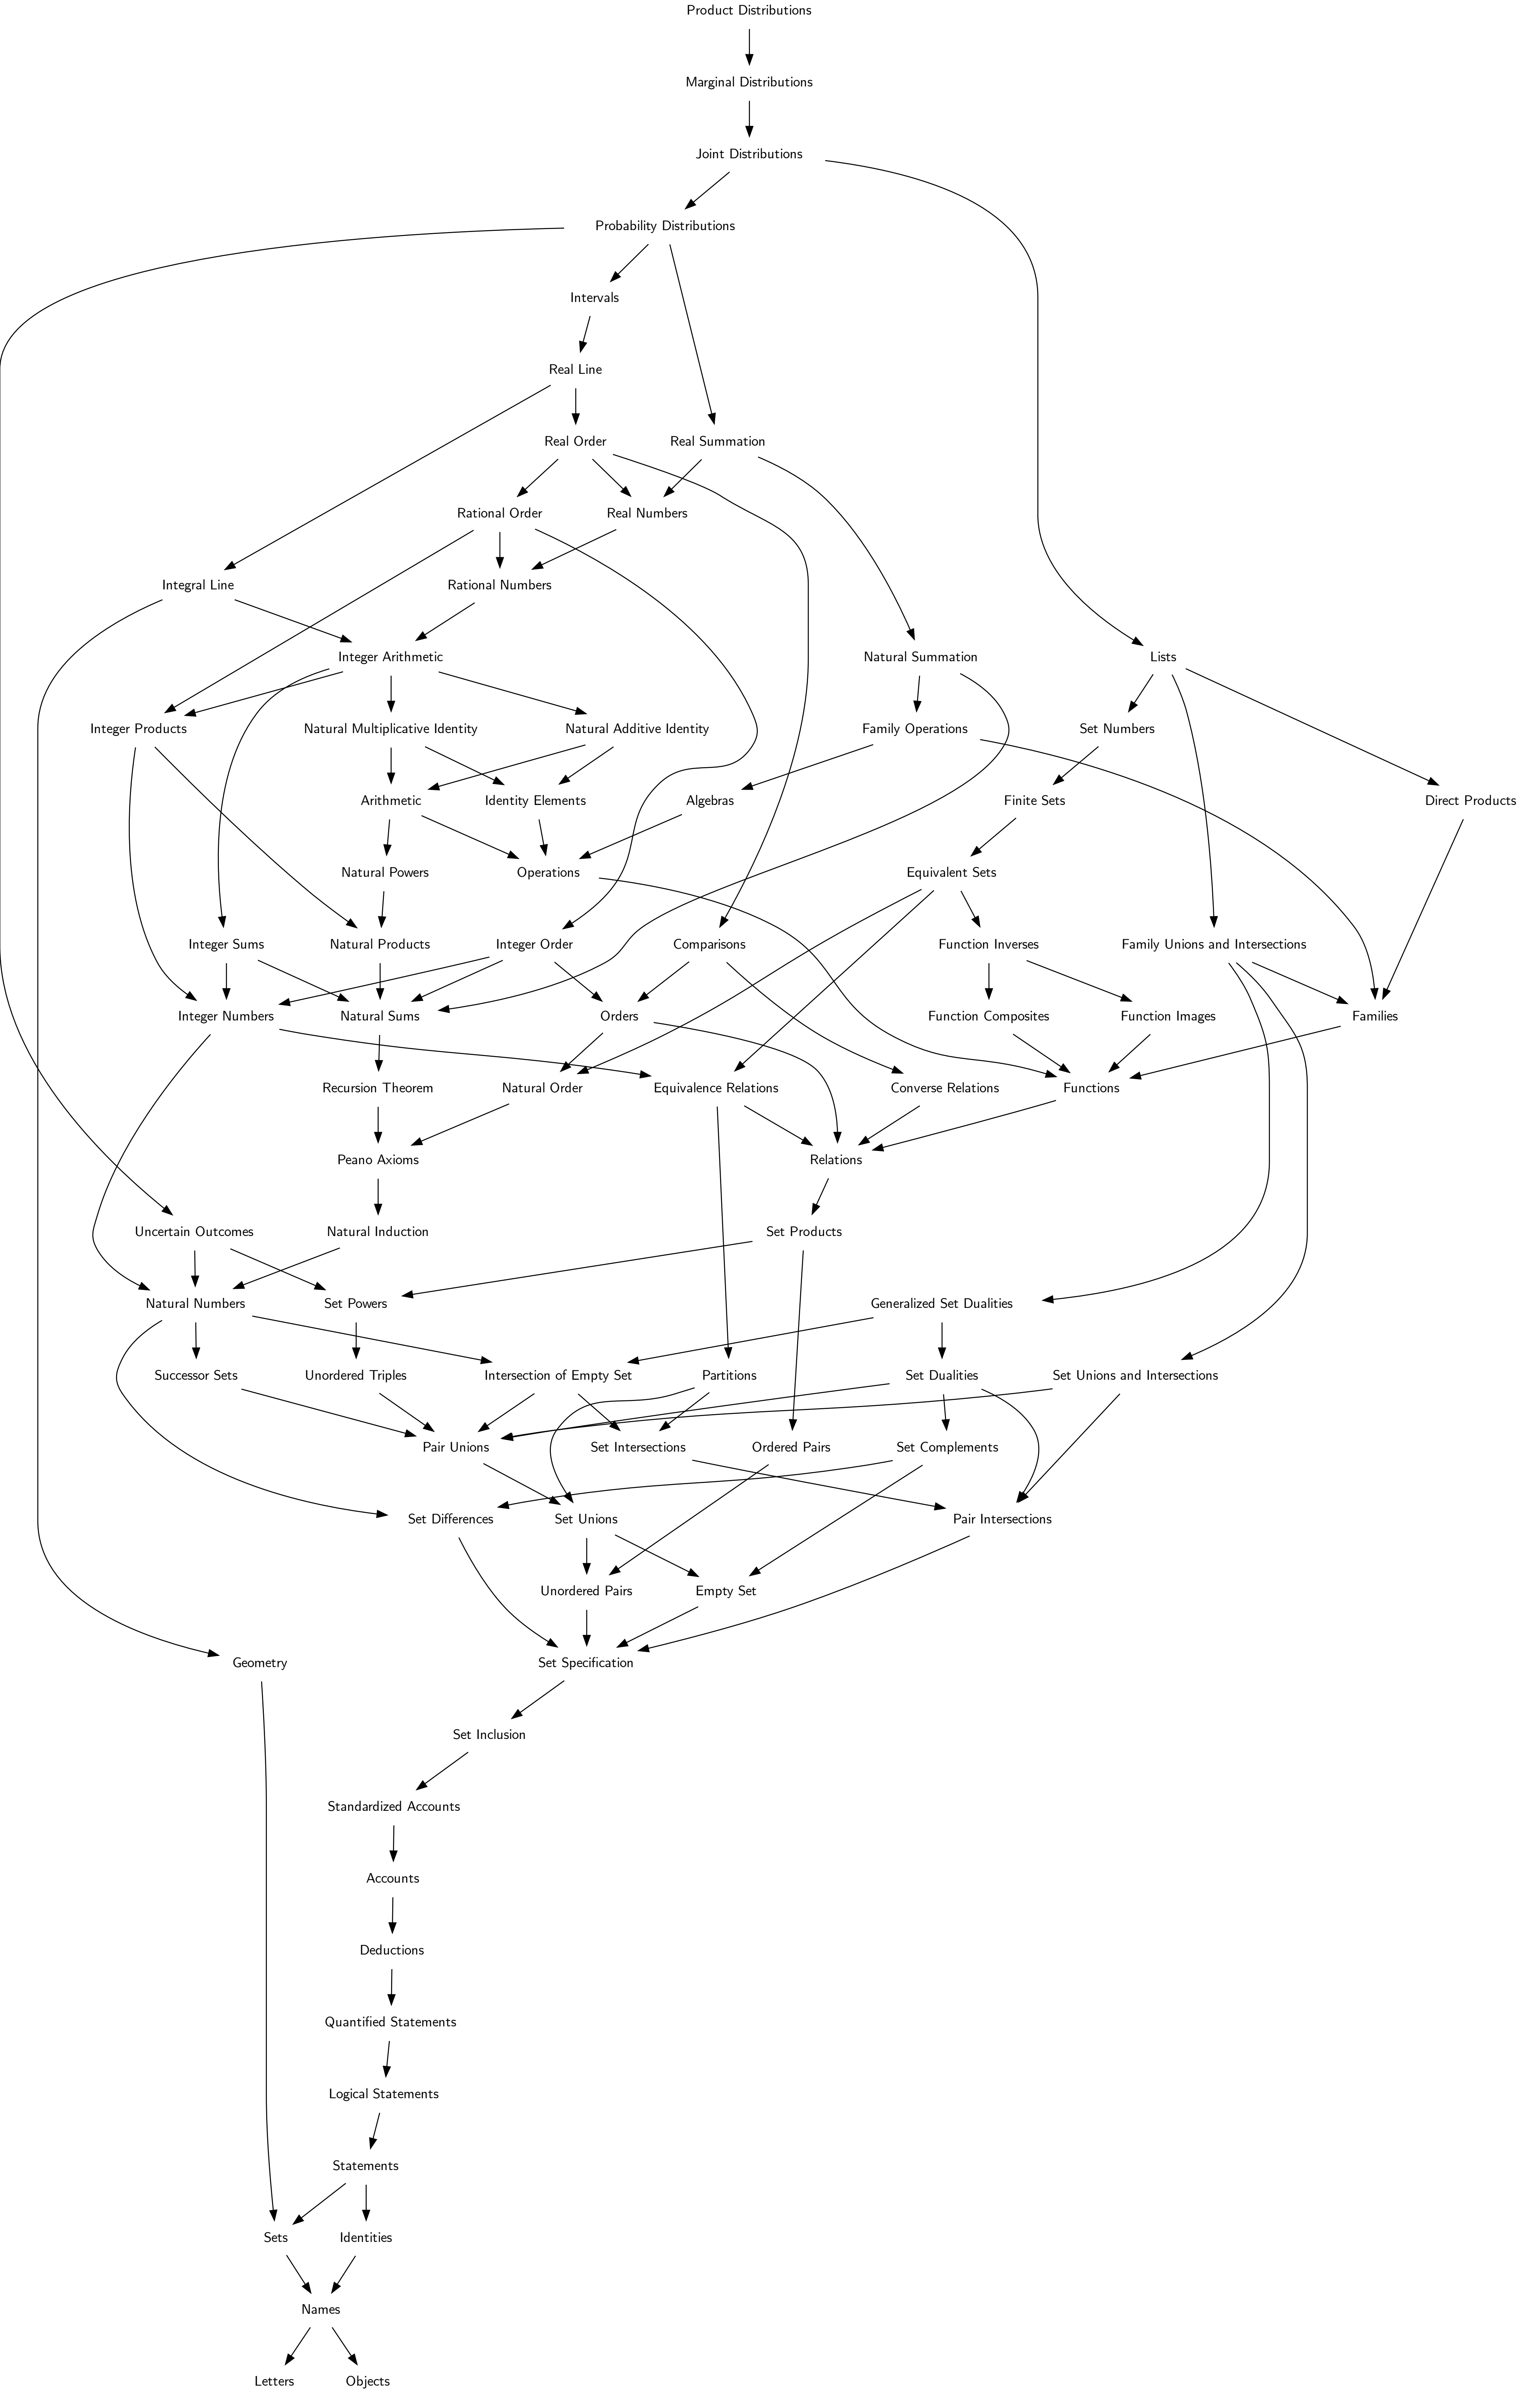 Product Distributions
Marginal Distributions
Joint Distributions
Probability Distributions
Intervals
Real Line
Real Order
Real Summation
Rational Order
Real Numbers
Integral Line
Rational Numbers
Integer Arithmetic
Natural Summation
Lists
Integer Products
Natural Multiplicative Identity
Natural Additive Identity
Family Operations
Set Numbers
Arithmetic
Identity Elements
Algebras
Finite Sets
Direct Products
Natural Powers
Operations
Equivalent Sets
Integer Sums
Natural Products
Integer Order
Comparisons
Function Inverses
Family Unions and Intersections
Integer Numbers
Natural Sums
Orders
Function Composites
Function Images
Families
Recursion Theorem
Natural Order
Equivalence Relations
Converse Relations
Functions
Peano Axioms
Relations
Uncertain Outcomes
Natural Induction
Set Products
Natural Numbers
Set Powers
Generalized Set Dualities
Successor Sets
Unordered Triples
Intersection of Empty Set
Partitions
Set Dualities
Set Unions and Intersections
Pair Unions
Set Intersections
Ordered Pairs
Set Complements
Set Differences
Set Unions
Pair Intersections
Unordered Pairs
Empty Set
Geometry
Set Specification
Set Inclusion
Standardized Accounts
Accounts
Deductions
Quantified Statements
Logical Statements
Statements
Sets
Identities
Names
Letters
Objects